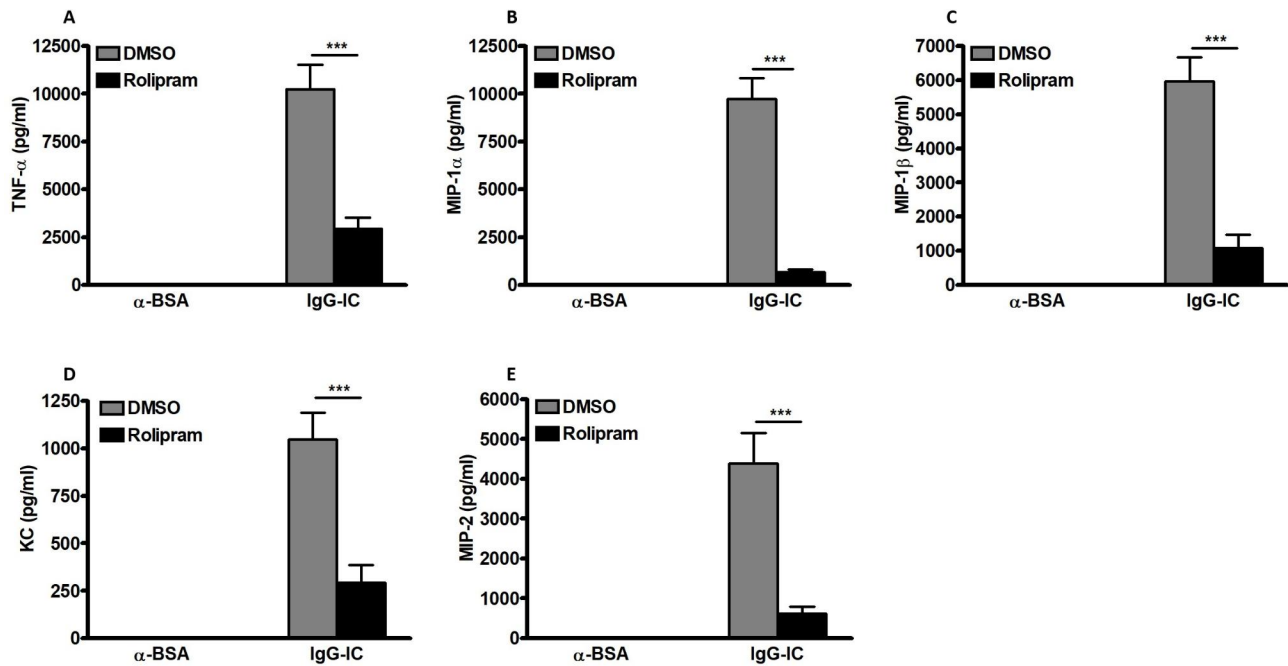 A
TNF-α (pg/ml)
12500
10000
7500
5000
2500
0
DMSO
Rolipram
***
α-BSA
IgG-IC
B
MIP-1α (pg/ml)
12500
10000
7500
5000
2500
0
DMSO
Rolipram
***
α-BSA
IgG-IC
C
MIP-1β (pg/ml)
7000
6000
5000
4000
3000
2000
1000
0
DMSO
Rolipram
***
α-BSA
IgG-IC
D
KC (pg/ml)
1250
1000
750
500
250
0
DMSO
Rolipram
***
α-BSA
IgG-IC
E
MIP-2 (pg/ml)
6000
5000
4000
3000
2000
1000
0
DMSO
Rolipram
***
α-BSA
IgG-IC